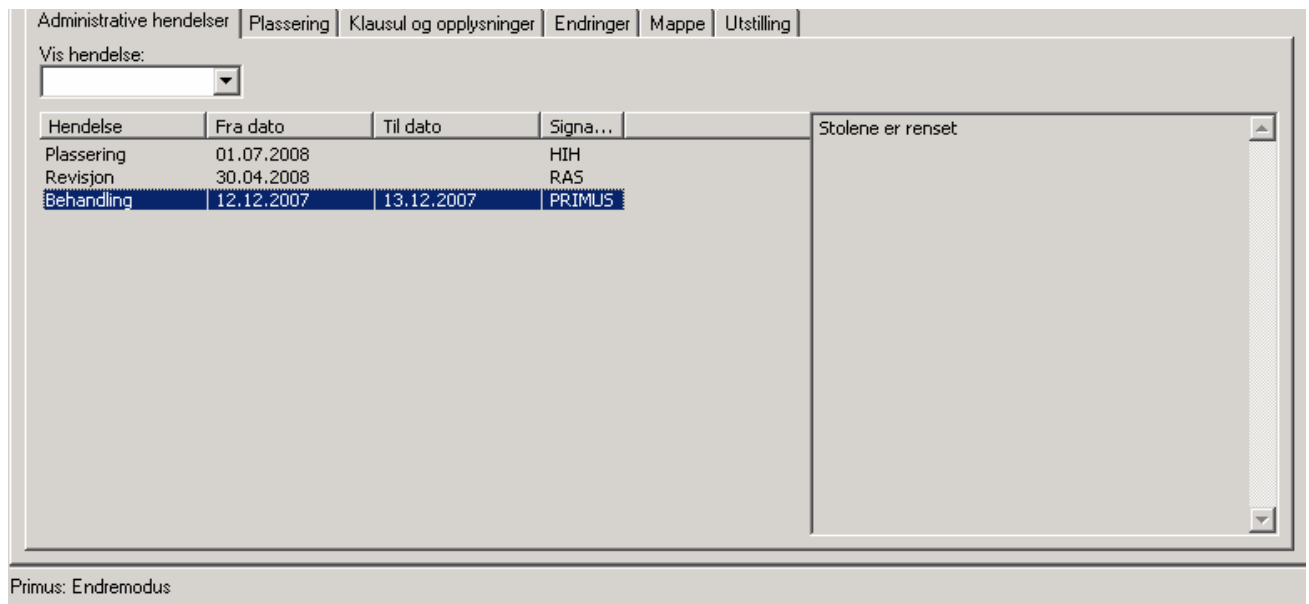 Administrative hendelser Plassering Klausul og opplysninger Endringer Mappe Utstilling
Vis hendelse:
Hendelse Fra dato Til dato Signa...
Plassering 01.07.2008 HIH
Revisjon 30.04.2008 RAS
Behandling 12.12.2007 13.12.2007 PRIMUS
Stolene er renset
Primus: Endremodus